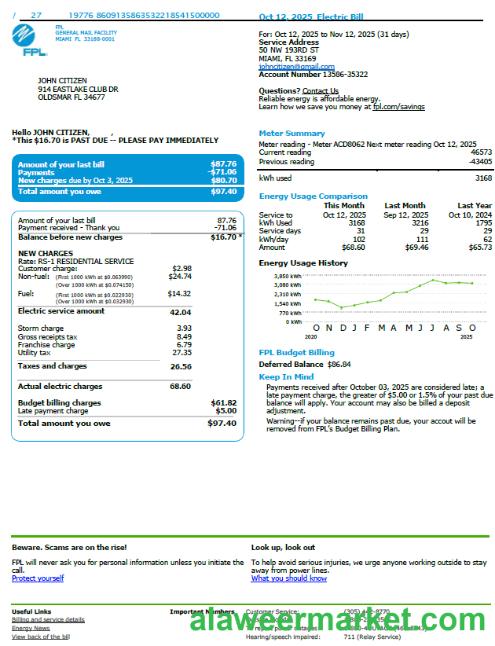 / 27 19776 8609135863532218541500000
Oct 12, 2025 Electric Bill
FPL
GENERAL MAIL FACILITY
MIAMI FL 33188-0001
FPL.
For: Oct 12, 2025 to Nov 12, 2025 (31 days)
Service Address
50 NW 193RD ST
MIAMI, FL 33169
johncitizen@gmail.com
Account Number 13586-35322
JOHN CITIZEN
914 EASTLAKE CLUB DR
OLDSMAR FL 34677
Questions? Contact Us
Reliable energy is affordable energy.
Learn how we save you money at fpl.com/savings
Hello JOHN CITIZEN,
*This $16.70 is PAST DUE -- PLEASE PAY IMMEDIATELY
Amount of your last bill $87.76
Payments -$71.06
New charges due by Oct 3, 2025 $80.70
Total amount you owe $97.40
Amount of your last bill 87.76
Payment received - Thank you -71.06
Balance before new charges $16.70 *
NEW CHARGES
Rate: RS-1 RESIDENTIAL SERVICE
Customer charge: $2.98
Non-fuel: (First 1000 kWh at $0.063990) $24.74
(Over 1000 kWh at $0.074150)
Fuel: (First 1000 kWh at $0.022930) $14.32
(Over 1000 kWh at $0.032930)
Electric service amount 42.04
Storm charge 3.93
Gross receipts tax 8.49
Franchise charge 6.79
Utility tax 27.35
Taxes and charges 26.56
Actual electric charges 68.60
Budget billing charges $61.82
Late payment charge $5.00
Total amount you owe $97.40
Meter Summary
Meter reading - Meter ACD8062 Next meter reading Oct 12, 2025
Current reading 46573
Previous reading -43405
kWh used 3168
Energy Usage Comparison
This Month Last Month Last Year
Service to Oct 12, 2025 Sep 12, 2025 Oct 10, 2024
kWh Used 3168 3216 1795
Service days 31 29 29
kWh/day 102 111 62
Amount $68.60 $69.46 $65.73
Energy Usage History
3,850 kWh
3,080 kWh
2,310 kWh
1,540 kWh
770 kWh
0 kWh
O N D J F M A M J J A S O
2020 2025
FPL Budget Billing
Deferred Balance $86.84
Keep In Mind
Payments received after October 03, 2025 are considered late; a
late payment charge, the greater of $5.00 or 1.5% of your past due
balance will apply. Your account may also be billed a deposit
adjustment.
Warning--if your balance remains past due, your accout will be
removed from FPL's Budget Billing Plan.
Beware. Scams are on the rise!
FPL will never ask you for personal information unless you initiate the
call.
Protect yourself
Look up, look out
To help avoid serious injuries, we urge anyone working outside to stay
away from power lines.
What you should know
Useful Links
Billing and service details
Energy News
View back of the bill
Important Numbers
Customer Service:
Hearing/speech impaired: 711 (Relay Service)
alaweermarket.com